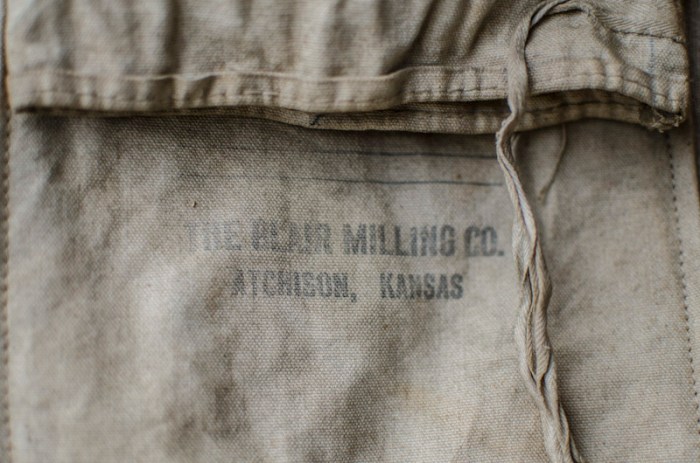 THE BLAIR MILLING CO.
ATCHISON, KANSAS